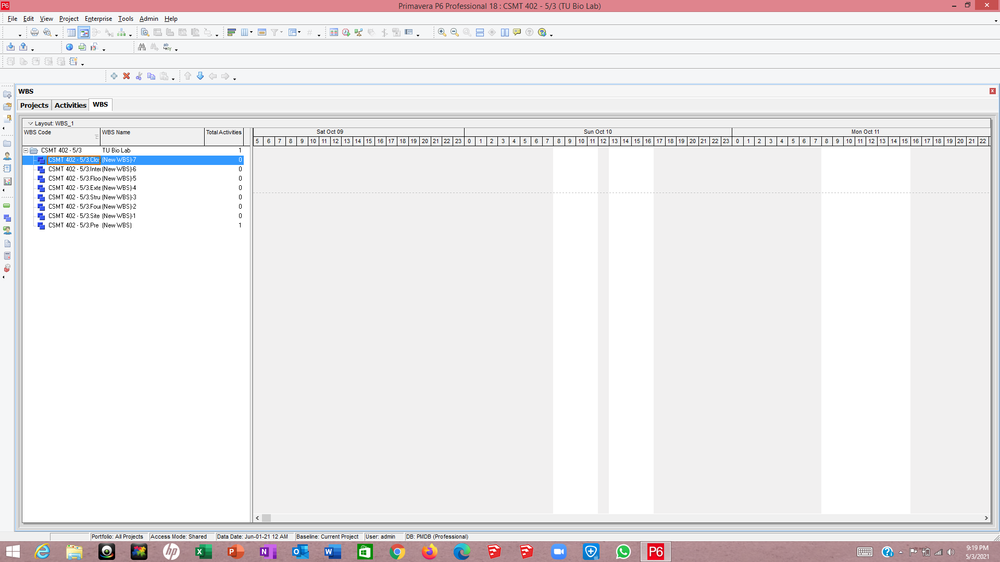 P6 Primavera P6 Professional 18 : CSMT 402 - 5/3 (TU Bio Lab)
File Edit View Project Enterprise Tools Admin Help
WBS
Projects Activities WBS
Layout: WBS_1
WBS Code WBS Name Total Activities
Sat Oct 09 Sun Oct 10 Mon Oct 11
5 6 7 8 9 10 11 12 13 14 15 16 17 18 19 20 21 22 23 0 1 2 3 4 5 6 7 8 9 10 11 12 13 14 15 16 17 18 19 20 21 22 23 0 1 2 3 4 5 6 7 8 9 10 11 12 13 14 15 16 17 18 19 20 21 22
CSMT 402 - 5/3 TU Bio Lab 1
CSMT 402 - 5/3.Clo (New WBS)-7 0
CSMT 402 - 5/3.Inter (New WBS)-6 0
CSMT 402 - 5/3.Floo (New WBS)-5 0
CSMT 402 - 5/3.Exte (New WBS)-4 0
CSMT 402 - 5/3.Stru (New WBS)-3 0
CSMT 402 - 5/3.Four (New WBS)-2 0
CSMT 402 - 5/3.Site (New WBS)-1 0
CSMT 402 - 5/3.Pre (New WBS) 1
Portfolio: All Projects Access Mode: Shared Data Date: Jun-01-21 12 AM Baseline: Current Project User: admin DB: PMDB (Professional)
P6
9:19 PM
5/3/2021